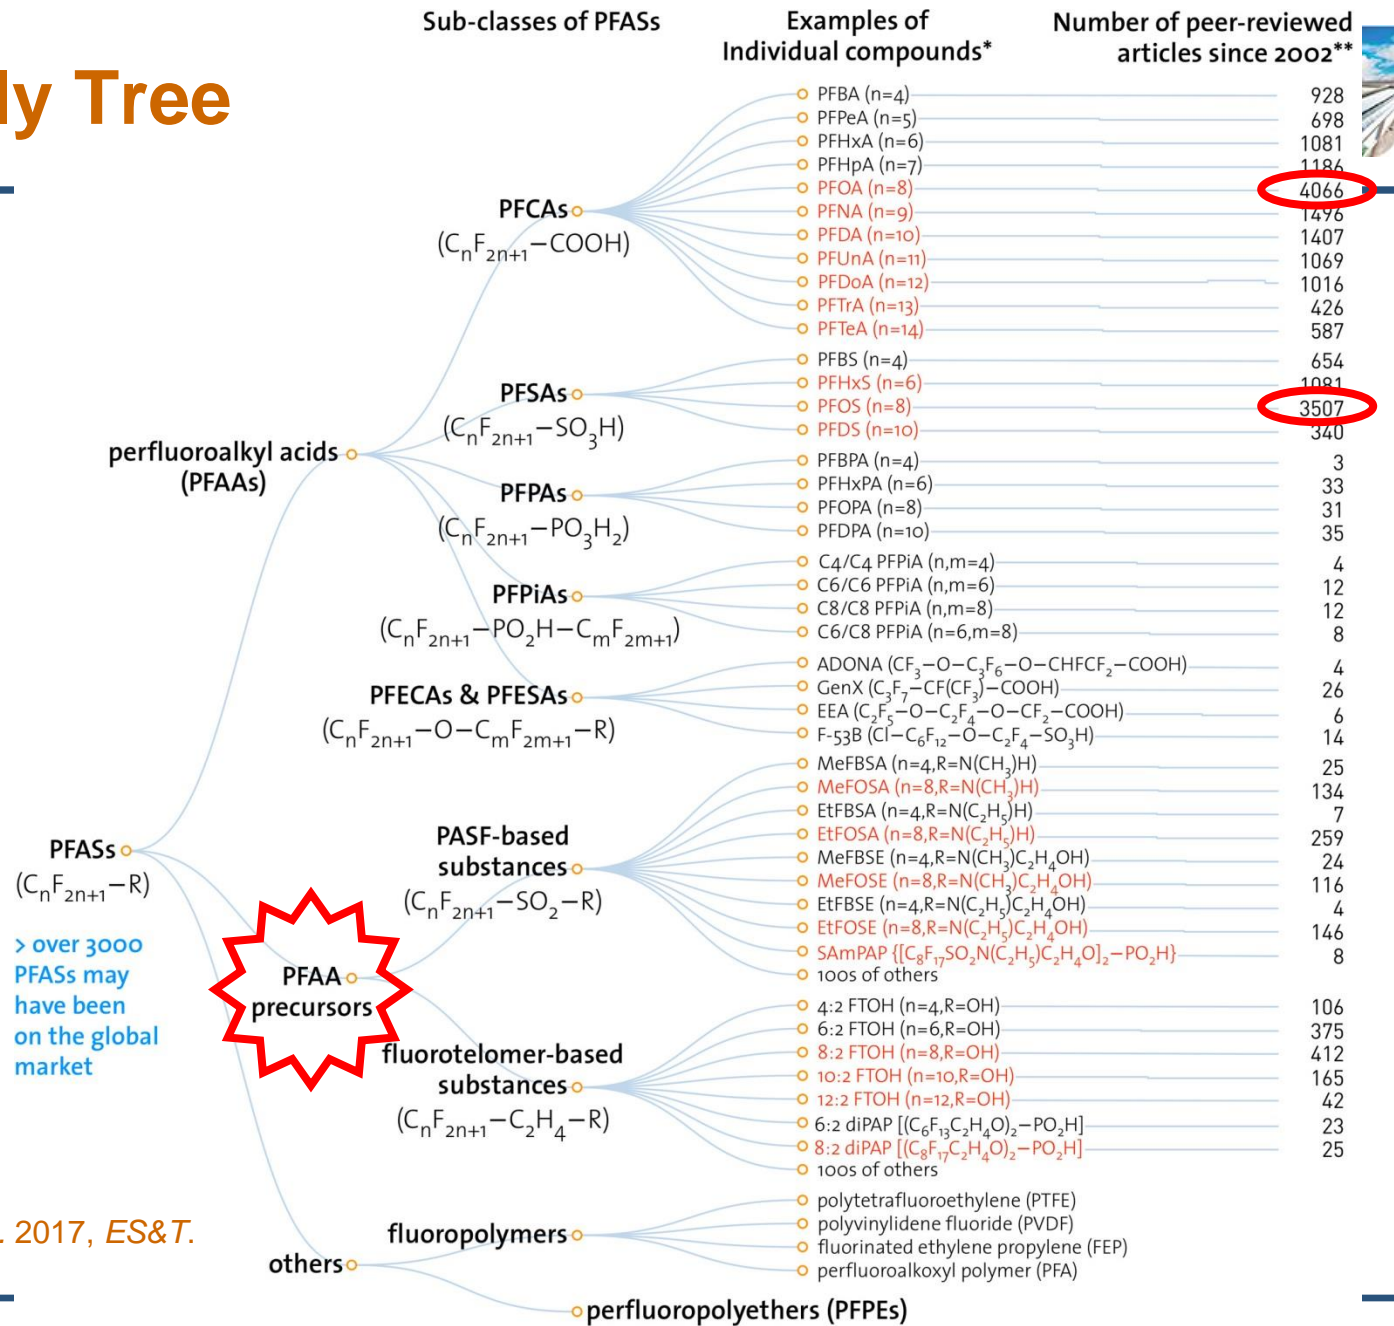 Sub-classes of PFASs
Examples of
Individual compounds*
Number of peer-reviewed
articles since 2002**
ly Tree
PFBA (n=4) 928
PFPeA (n=5) 698
PFHxA (n=6) 1081
PFHpA (n=7) 1186
PFOA (n=8) 4066
PFNA (n=9) 1496
PFDA (n=10) 1407
PFUnA (n=11) 1069
PFDoA (n=12) 1016
PFTrA (n=13) 426
PFTeA (n=14) 587
PFCAs
(CₙF₂ₙ₊₁–COOH)
PFBS (n=4) 654
PFHxS (n=6) 1081
PFOS (n=8) 3507
PFDS (n=10) 340
PFSAs
(CₙF₂ₙ₊₁–SO₃H)
perfluoroalkyl acids
(PFAAs)
PFBPA (n=4) 3
PFHxPA (n=6) 33
PFOPA (n=8) 31
PFDPA (n=10) 35
PFPAs
(CₙF₂ₙ₊₁–PO₃H₂)
C4/C4 PFPiA (n,m=4) 4
C6/C6 PFPiA (n,m=6) 12
C8/C8 PFPiA (n,m=8) 12
C6/C8 PFPiA (n=6,m=8) 8
PFPiAs
(CₙF₂ₙ₊₁–PO₂H–CₘF₂ₘ₊₁)
ADONA (CF₃–O–C₃F₆–O–CHFCF₂–COOH) 4
GenX (C₃F₇–CF(CF₃)–COOH) 26
EEA (C₂F₅–O–C₂F₄–O–CF₂–COOH) 6
F-53B (Cl–C₆F₁₂–O–C₂F₄–SO₃H) 14
PFECAs & PFESAs
(CₙF₂ₙ₊₁–O–CₘF₂ₘ₊₁–R)
MeFBSA (n=4,R=N(CH₃)H) 25
MeFOSA (n=8,R=N(CH₃)H) 134
EtFBSA (n=4,R=N(C₂H₅)H) 7
EtFOSA (n=8,R=N(C₂H₅)H) 259
MeFBSE (n=4,R=N(CH₃)C₂H₄OH) 24
MeFOSE (n=8,R=N(CH₃)C₂H₄OH) 116
EtFBSE (n=4,R=N(C₂H₅)C₂H₄OH) 4
EtFOSE (n=8,R=N(C₂H₅)C₂H₄OH) 146
SAmPAP {[C₈F₁₇SO₂N(C₂H₅)C₂H₄O]₂–PO₂H} 8
100s of others
PASF-based
substances
(CₙF₂ₙ₊₁–SO₂–R)
PFASs
(CₙF₂ₙ₊₁–R)
> over 3000
PFASs may
have been
on the global
market
PFAA
precursors
4:2 FTOH (n=4,R=OH) 106
6:2 FTOH (n=6,R=OH) 375
8:2 FTOH (n=8,R=OH) 412
10:2 FTOH (n=10,R=OH) 165
12:2 FTOH (n=12,R=OH) 42
6:2 diPAP [(C₆F₁₃C₂H₄O)₂–PO₂H] 23
8:2 diPAP [(C₈F₁₇C₂H₄O)₂–PO₂H] 25
100s of others
fluorotelomer-based
substances
(CₙF₂ₙ₊₁–C₂H₄–R)
polytetrafluoroethylene (PTFE)
polyvinylidene fluoride (PVDF)
fluorinated ethylene propylene (FEP)
perfluoroalkoxyl polymer (PFA)
fluoropolymers
others
perfluoropolyethers (PFPEs)
. 2017, ES&T.